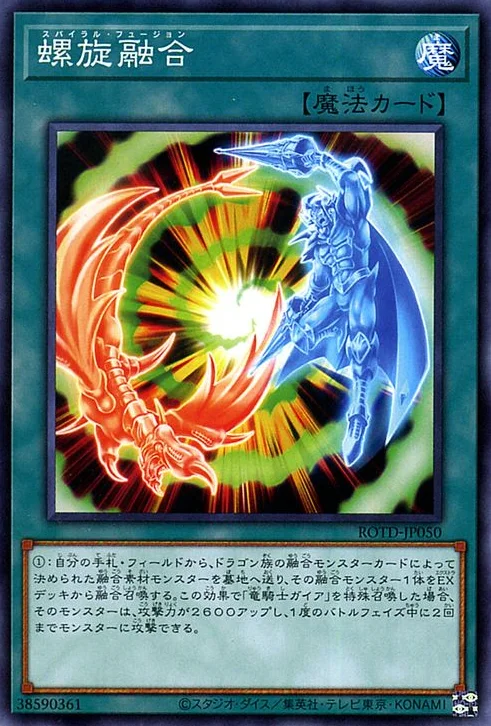 スパイラル・フュージョン
螺旋融合
魔
【魔法カード】
ROTD-JP050
①:自分の手札・フィールドから、ドラゴン族の融合モンスターカードによって
決められた融合素材モンスターを墓地へ送り、その融合モンスター1体をEX
デッキから融合召喚する。この効果で「竜騎士ガイア」を特殊召喚した場合、
そのモンスターは、攻撃力が2600アップし、1度のバトルフェイズ中に2回
までモンスターに攻撃できる。
38590361
©スタジオ・ダイス/集英社・テレビ東京・KONAMI